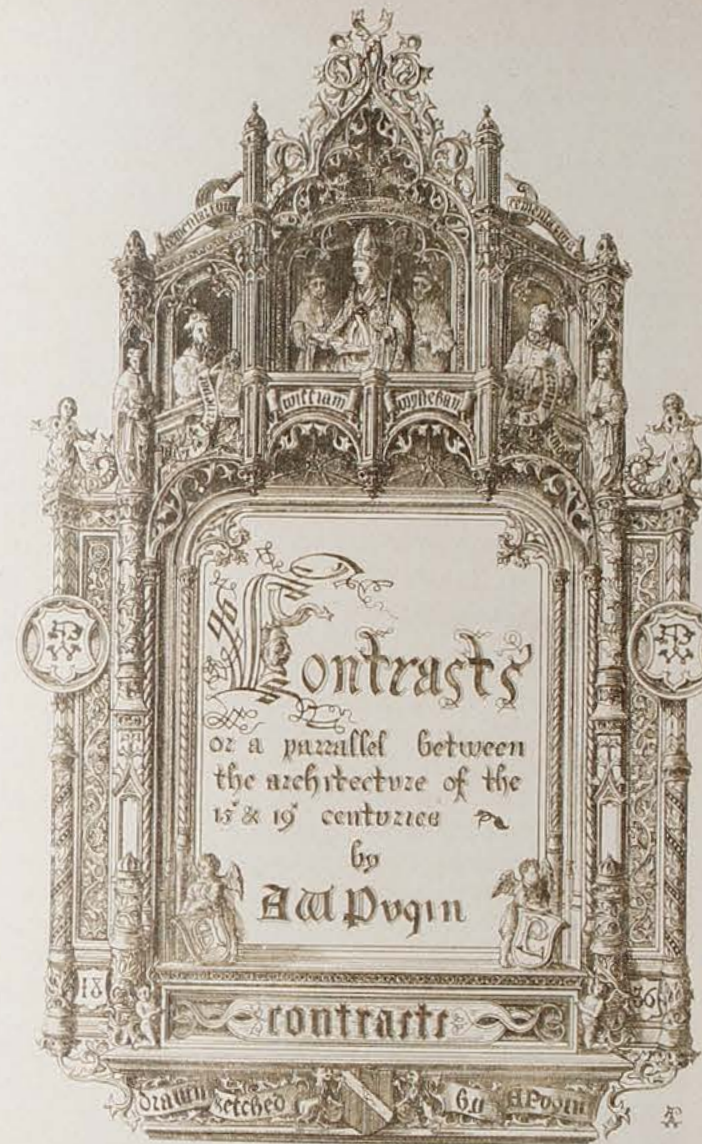 william wykeham
Contrasts
or a parrallel between
the architecture of the
15 & 19 centuries
by
A W Pugin
A P
18 36
contrasts
drawn & etched by A Pugin